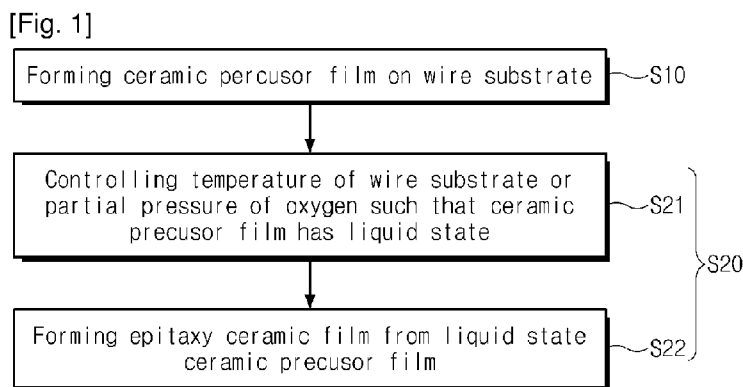 [Fig. 1]
Forming ceramic percusor film on wire substrate
S10
Controlling temperature of wire substrate or
partial pressure of oxygen such that ceramic
precusor film has liquid state
S21
S20
Forming epitaxy ceramic film from liquid state
ceramic precusor film
S22